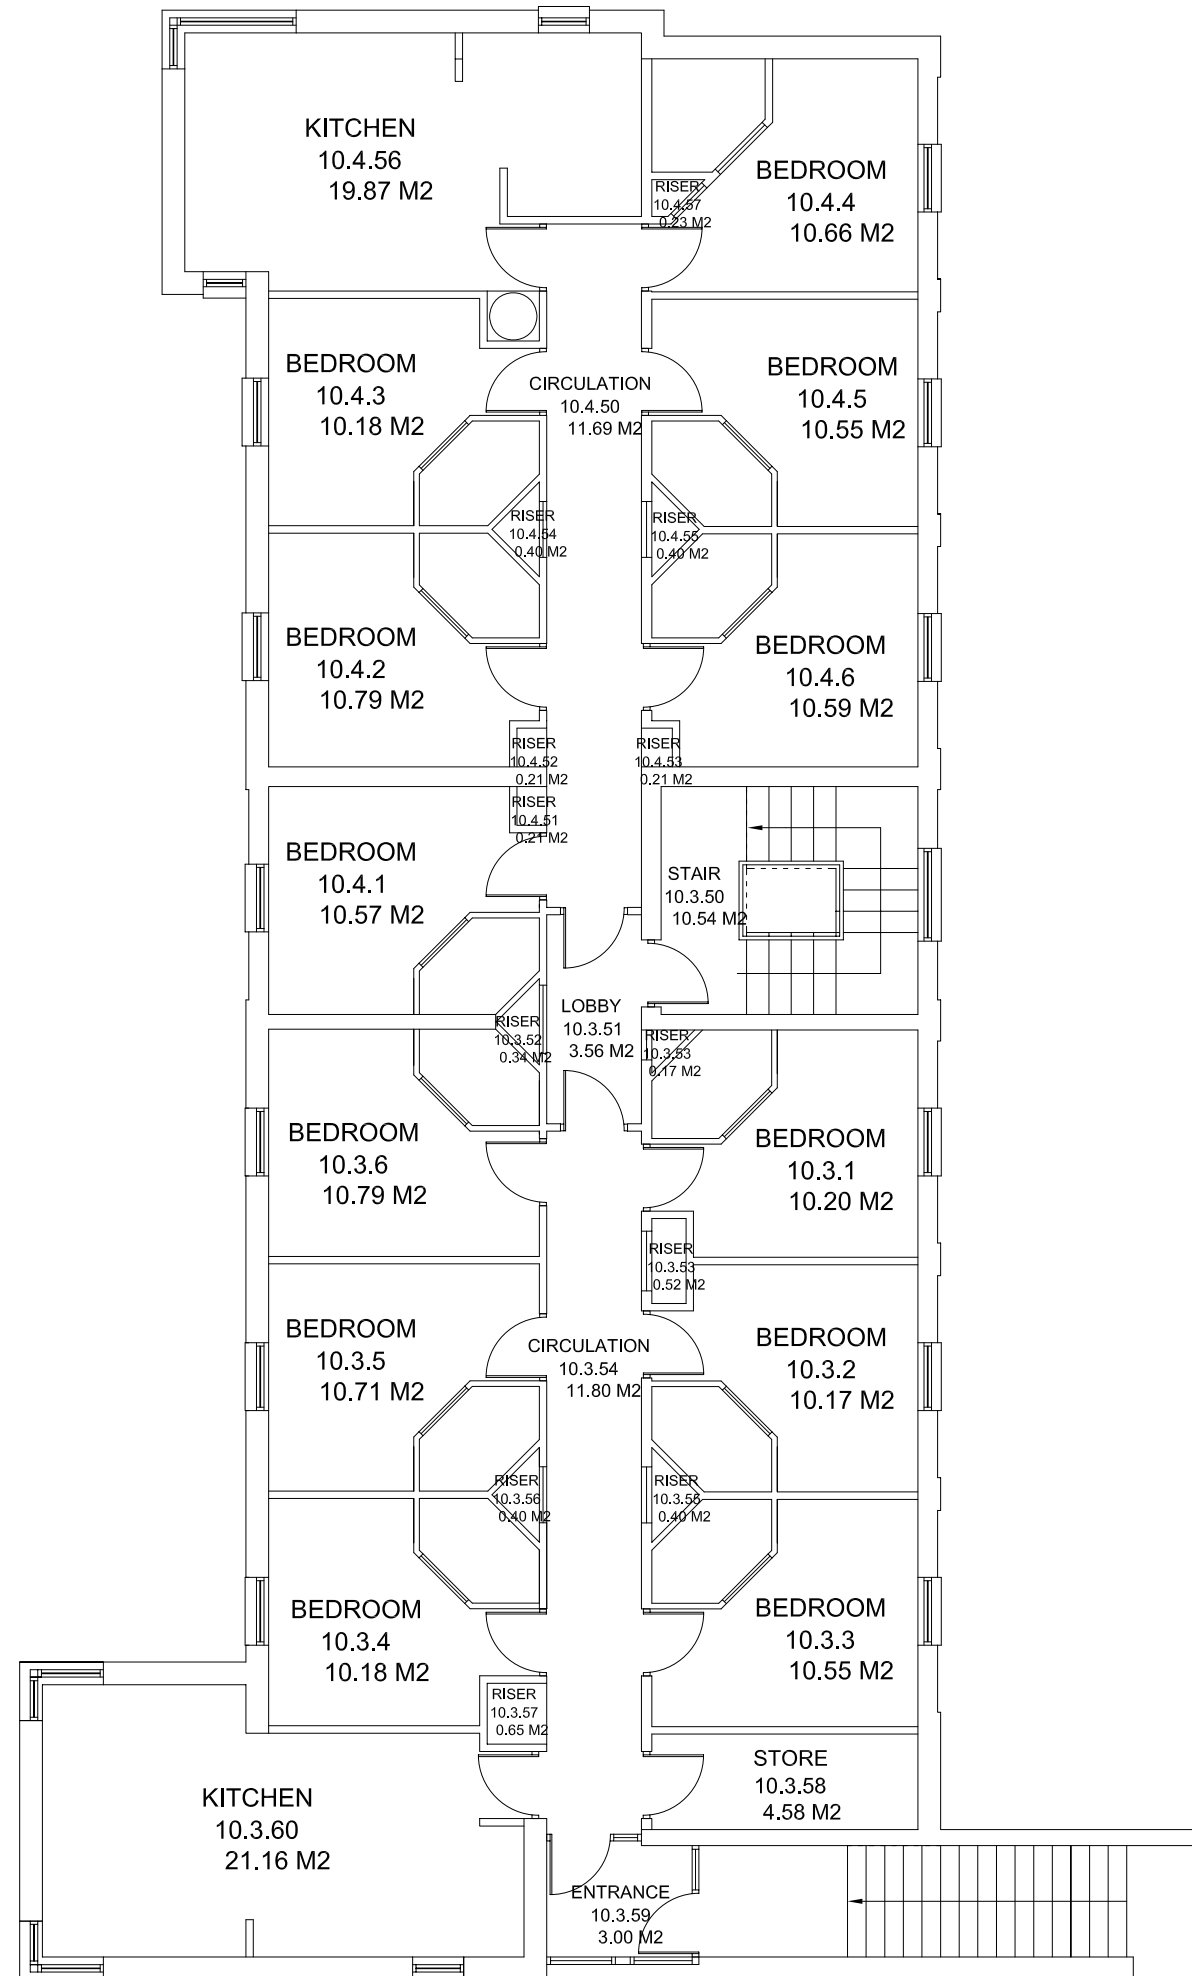 KITCHEN
10.4.56
19.87 M2
BEDROOM
10.4.4
10.66 M2
RISER
10.4.57
0.23 M2
BEDROOM
10.4.3
10.18 M2
CIRCULATION
10.4.50
11.69 M2
BEDROOM
10.4.5
10.55 M2
RISER
10.4.54
0.40 M2
RISER
10.4.55
0.40 M2
BEDROOM
10.4.2
10.79 M2
BEDROOM
10.4.6
10.59 M2
RISER
10.4.52
0.21 M2
RISER
10.4.53
0.21 M2
RISER
10.4.51
0.21 M2
BEDROOM
10.4.1
10.57 M2
STAIR
10.3.50
10.54 M2
LOBBY
10.3.51
3.56 M2
RISER
10.3.52
0.34 M2
RISER
10.3.53
0.17 M2
BEDROOM
10.3.6
10.79 M2
BEDROOM
10.3.1
10.20 M2
RISER
10.3.53
0.52 M2
BEDROOM
10.3.5
10.71 M2
CIRCULATION
10.3.54
11.80 M2
BEDROOM
10.3.2
10.17 M2
RISER
10.3.56
0.40 M2
RISER
10.3.55
0.40 M2
BEDROOM
10.3.4
10.18 M2
BEDROOM
10.3.3
10.55 M2
RISER
10.3.57
0.65 M2
STORE
10.3.58
4.58 M2
KITCHEN
10.3.60
21.16 M2
ENTRANCE
10.3.59
3.00 M2